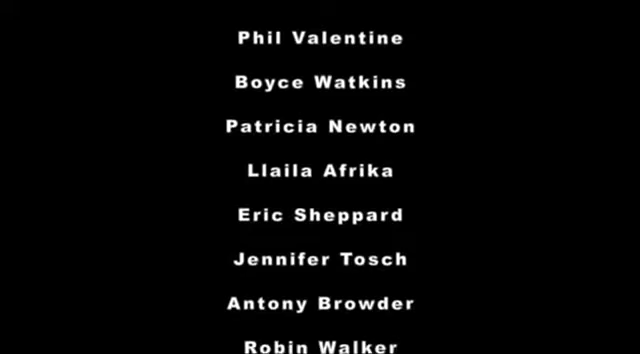 Phil Valentine
Boyce Watkins
Patricia Newton
Llaila Afrika
Eric Sheppard
Jennifer Tosch
Antony Browder
Robin Walker